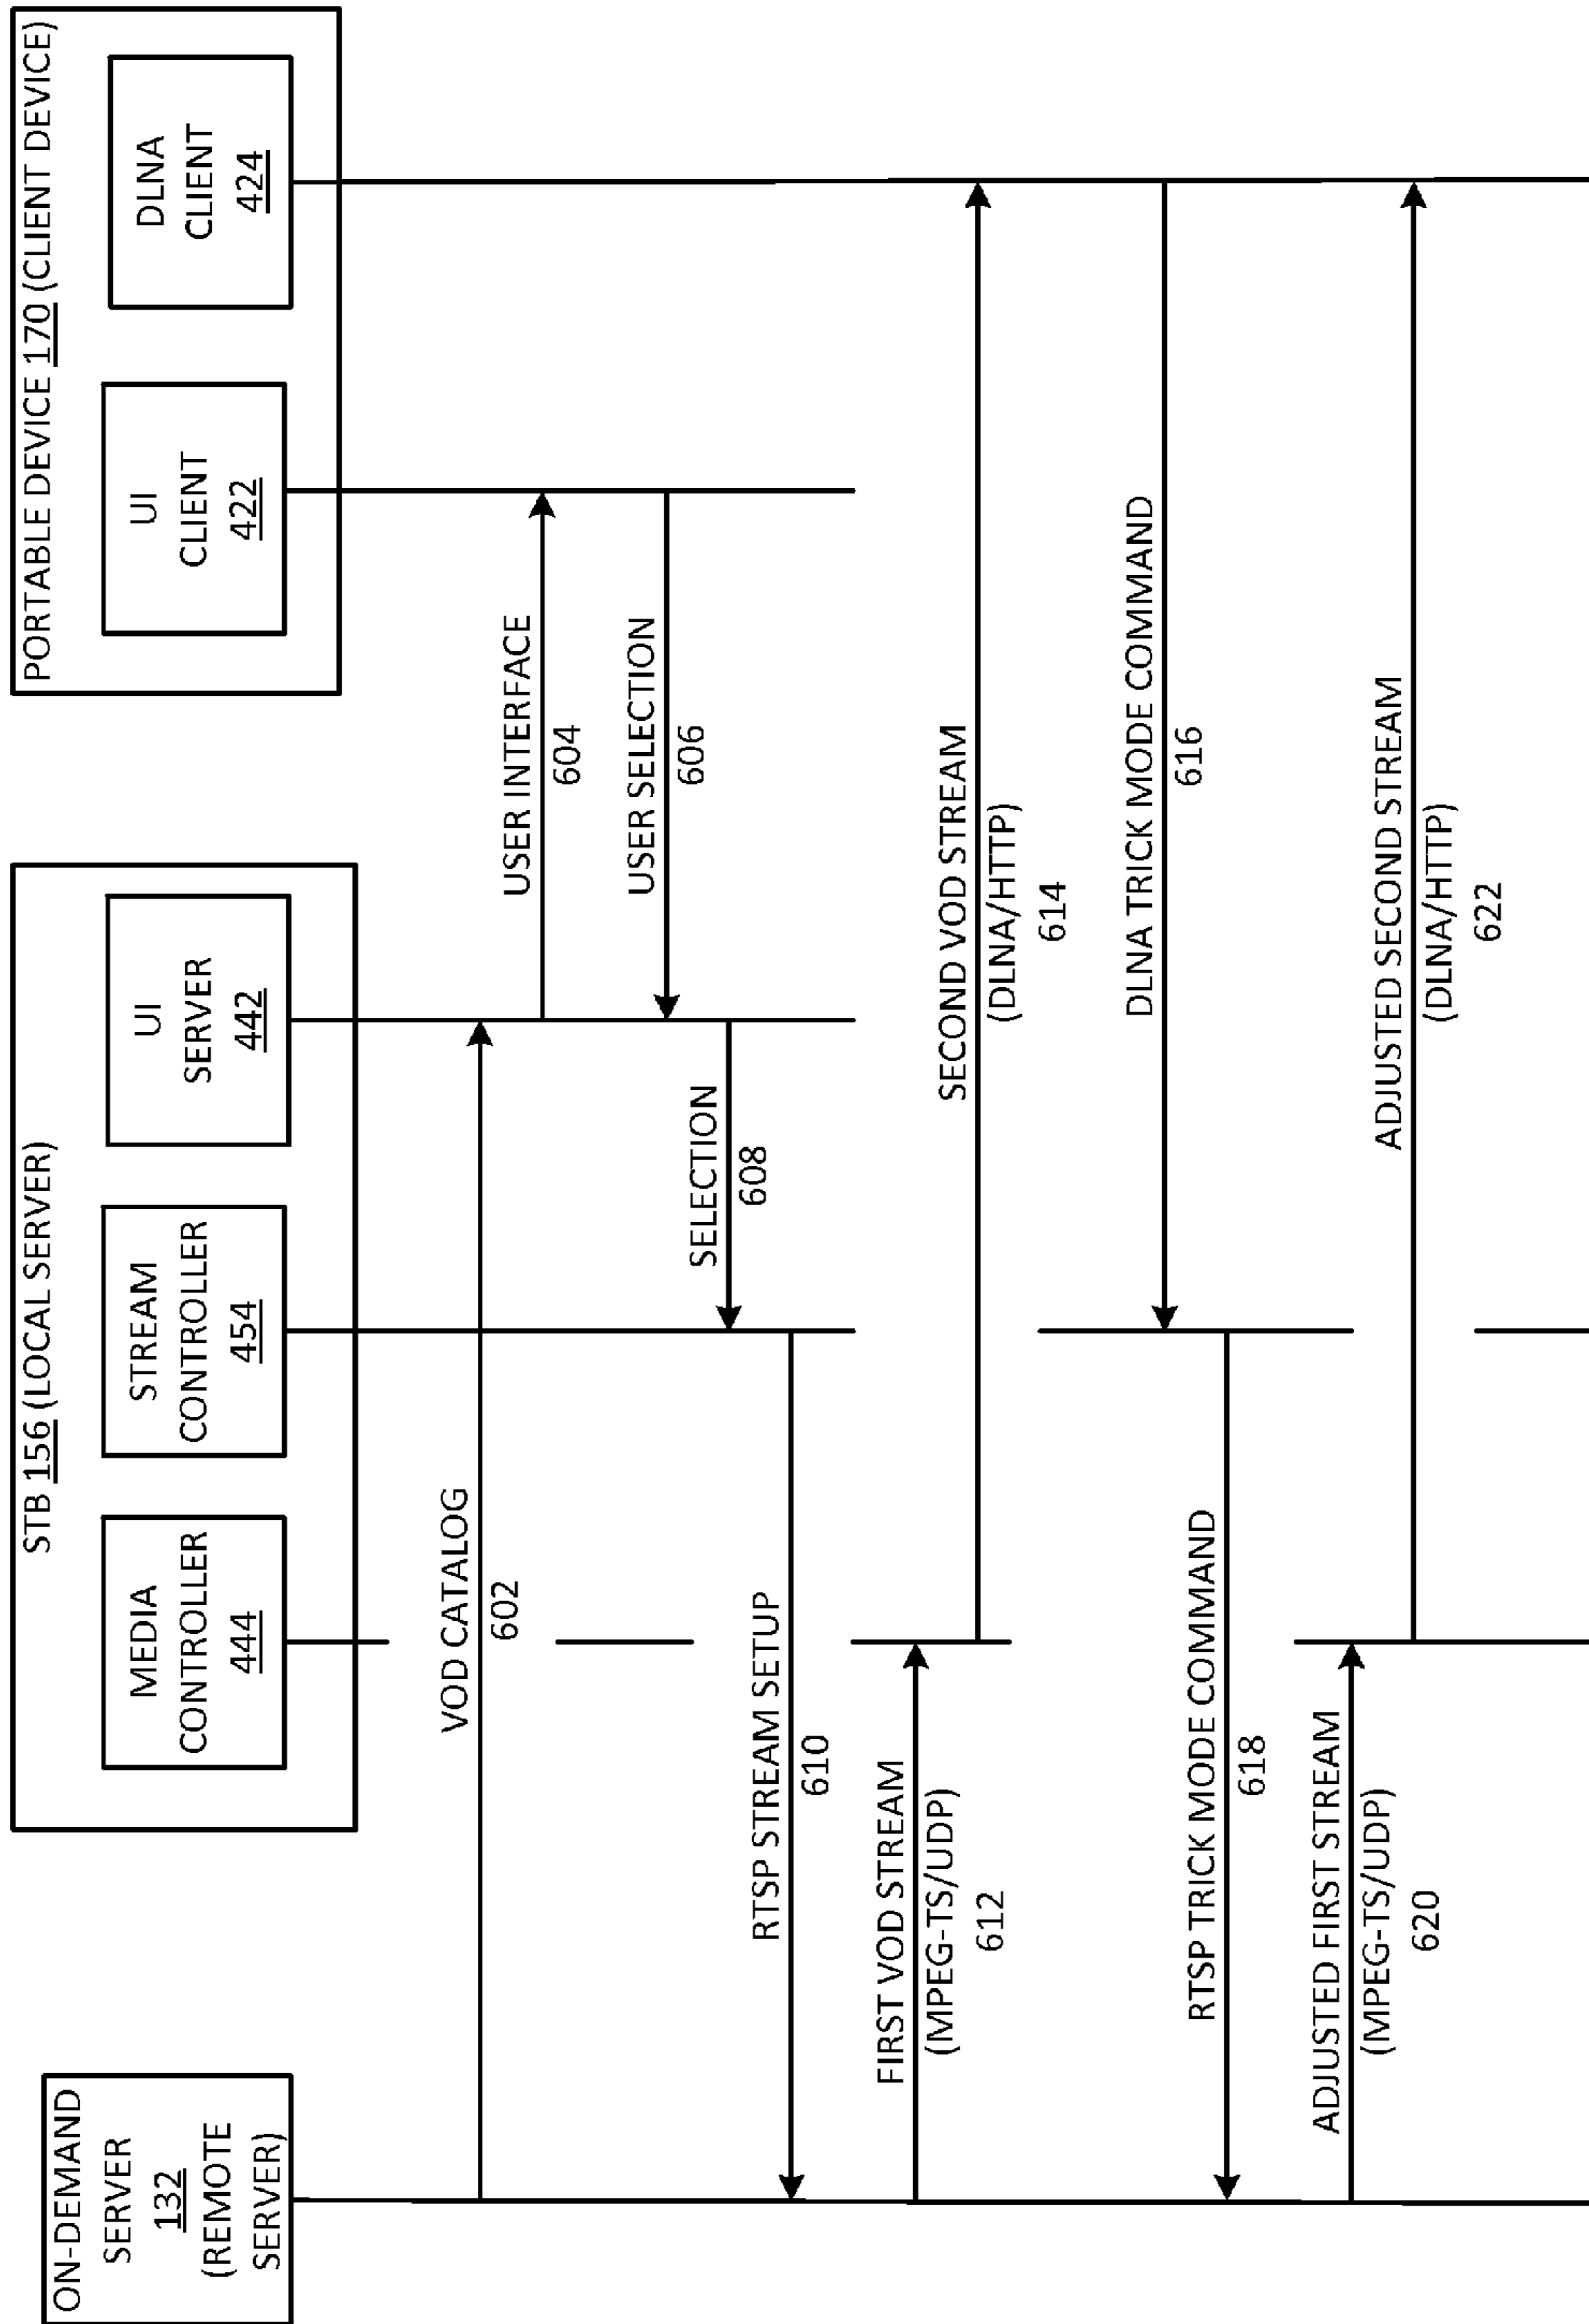 ON-DEMAND
SERVER
132
(REMOTE
SERVER)
STB 156 (LOCAL SERVER)
MEDIA
CONTROLLER
444
STREAM
CONTROLLER
454
UI
SERVER
442
PORTABLE DEVICE 170 (CLIENT DEVICE)
UI
CLIENT
422
DLNA
CLIENT
424
VOD CATALOG
602
USER INTERFACE
604
USER SELECTION
606
SELECTION
608
RTSP STREAM SETUP
610
FIRST VOD STREAM
(MPEG-TS/UDP)
612
SECOND VOD STREAM
(DLNA/HTTP)
614
DLNA TRICK MODE COMMAND
616
RTSP TRICK MODE COMMAND
618
ADJUSTED FIRST STREAM
(MPEG-TS/UDP)
620
ADJUSTED SECOND STREAM
(DLNA/HTTP)
622